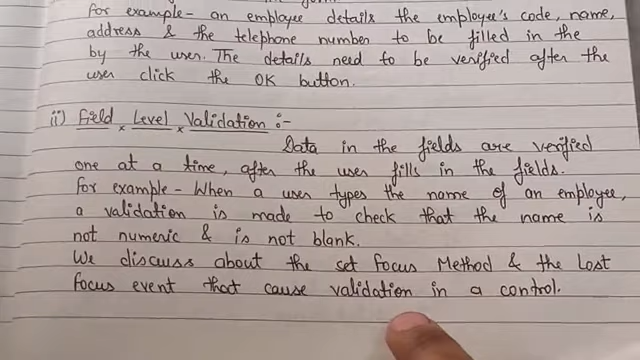 for example - an employee details the employee's code, name,
address & the telephone number to be filled in the
by the user. The details need to be verified after the
user click the OK button.
ii) Field x Level x Validation :-
Data in the fields are verified
one at a time, after the user fills in the fields.
for example - When a user types the name of an employee,
a validation is made to check that the name is
not numeric & is not blank.
We discuss about the set focus Method & the Lost
focus event that cause validation in a control.